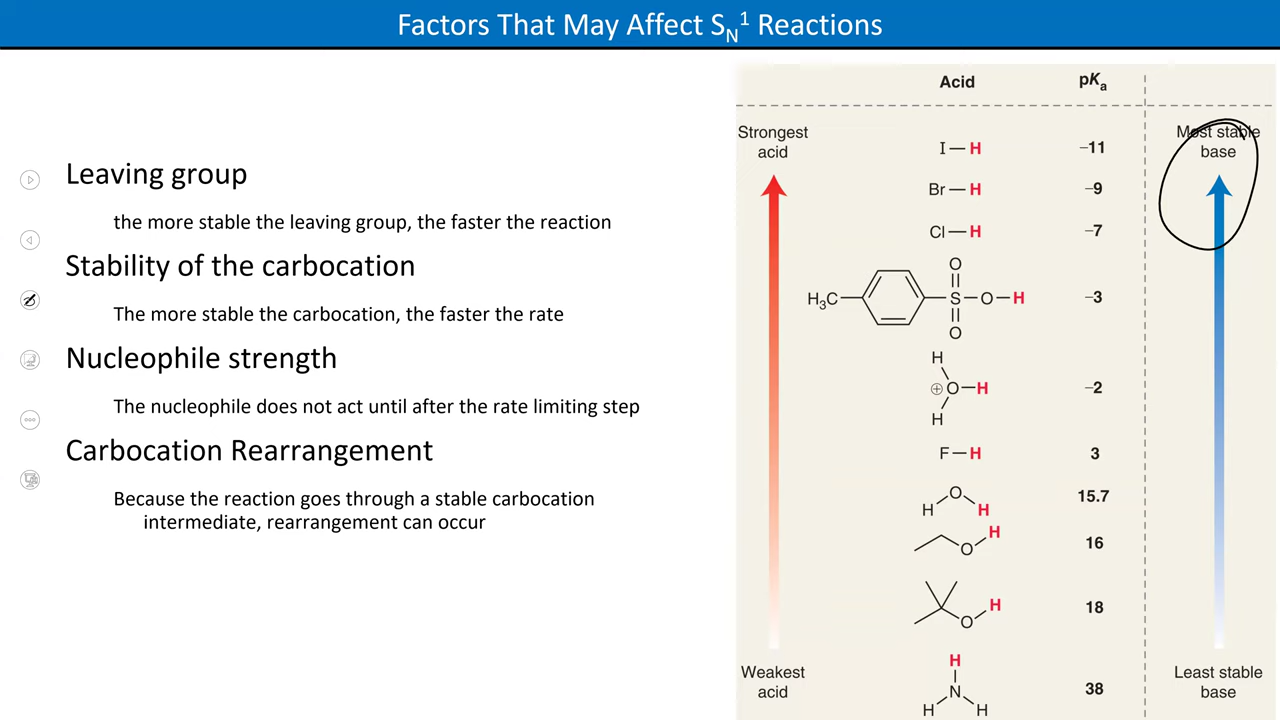 Factors That May Affect S_N^1 Reactions
Leaving group
the more stable the leaving group, the faster the reaction
Stability of the carbocation
The more stable the carbocation, the faster the rate
Nucleophile strength
The nucleophile does not act until after the rate limiting step
Carbocation Rearrangement
Because the reaction goes through a stable carbocation
intermediate, rearrangement can occur
Acid pK_a
Strongest
acid
Most stable
base
I—H −11
Br—H −9
Cl—H −7
O
H₃C S—O—H −3
O
H
⊕O—H −2
H
F—H 3
O
H H
15.7
H
O
16
H
O
18
H
N
H H
38
Weakest
acid
Least stable
base